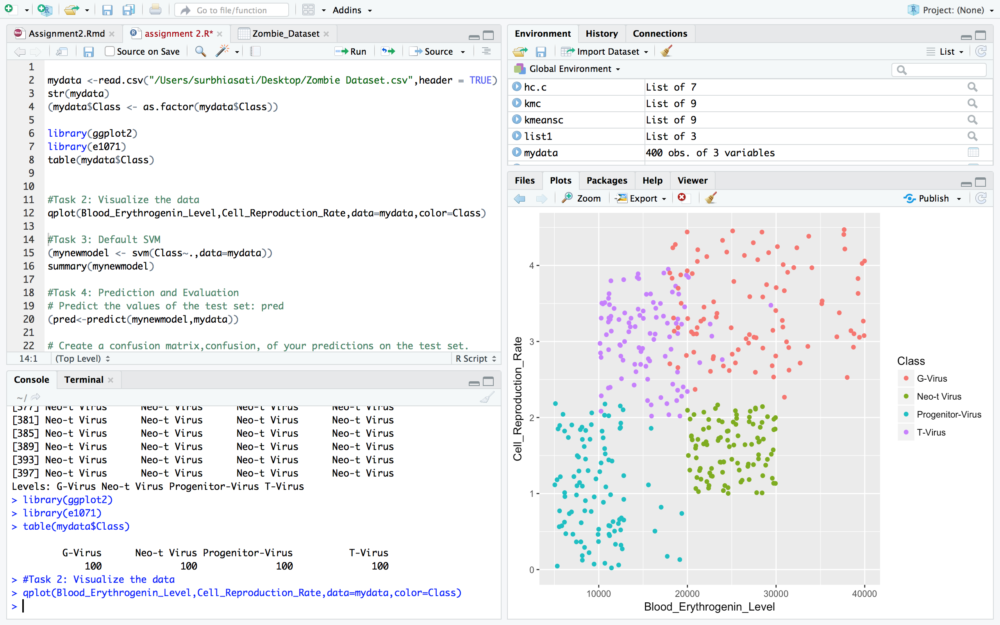 Go to file/function
Addins
Project: (None)
Assignment2.Rmd
assignment 2.R*
Zombie_Dataset
Source on Save
Run
Source
1
2 mydata <-read.csv("/Users/surbhiasati/Desktop/Zombie Dataset.csv",header = TRUE)
3 str(mydata)
4 (mydata$Class <- as.factor(mydata$Class))
5
6 library(ggplot2)
7 library(e1071)
8 table(mydata$Class)
9
10
11 #Task 2: Visualize the data
12 qplot(Blood_Erythrogenin_Level,Cell_Reproduction_Rate,data=mydata,color=Class)
13
14 #Task 3: Default SVM
15 (mynewmodel <- svm(Class~.,data=mydata))
16 summary(mynewmodel)
17
18 #Task 4: Prediction and Evaluation
19 # Predict the values of the test set: pred
20 (pred<-predict(mynewmodel,mydata))
21
22 # Create a confusion matrix,confusion, of your predictions on the test set.
14:1 (Top Level) R Script
Console Terminal
~/
[377] Neo-t Virus Neo-t Virus Neo-t Virus Neo-t Virus
[381] Neo-t Virus Neo-t Virus Neo-t Virus Neo-t Virus
[385] Neo-t Virus Neo-t Virus Neo-t Virus Neo-t Virus
[389] Neo-t Virus Neo-t Virus Neo-t Virus Neo-t Virus
[393] Neo-t Virus Neo-t Virus Neo-t Virus Neo-t Virus
[397] Neo-t Virus Neo-t Virus Neo-t Virus Neo-t Virus
Levels: G-Virus Neo-t Virus Progenitor-Virus T-Virus
> library(ggplot2)
> library(e1071)
> table(mydata$Class)
G-Virus Neo-t Virus Progenitor-Virus T-Virus
100 100 100 100
> #Task 2: Visualize the data
> qplot(Blood_Erythrogenin_Level,Cell_Reproduction_Rate,data=mydata,color=Class)
>
Environment History Connections
Import Dataset
List
Global Environment
hc.c List of 7
kmc List of 9
kmeansc List of 9
list1 List of 3
mydata 400 obs. of 3 variables
Files Plots Packages Help Viewer
Zoom Export Publish
Cell_Reproduction_Rate
4
3
2
1
0
10000 20000 30000 40000
Blood_Erythrogenin_Level
Class
G-Virus
Neo-t Virus
Progenitor-Virus
T-Virus